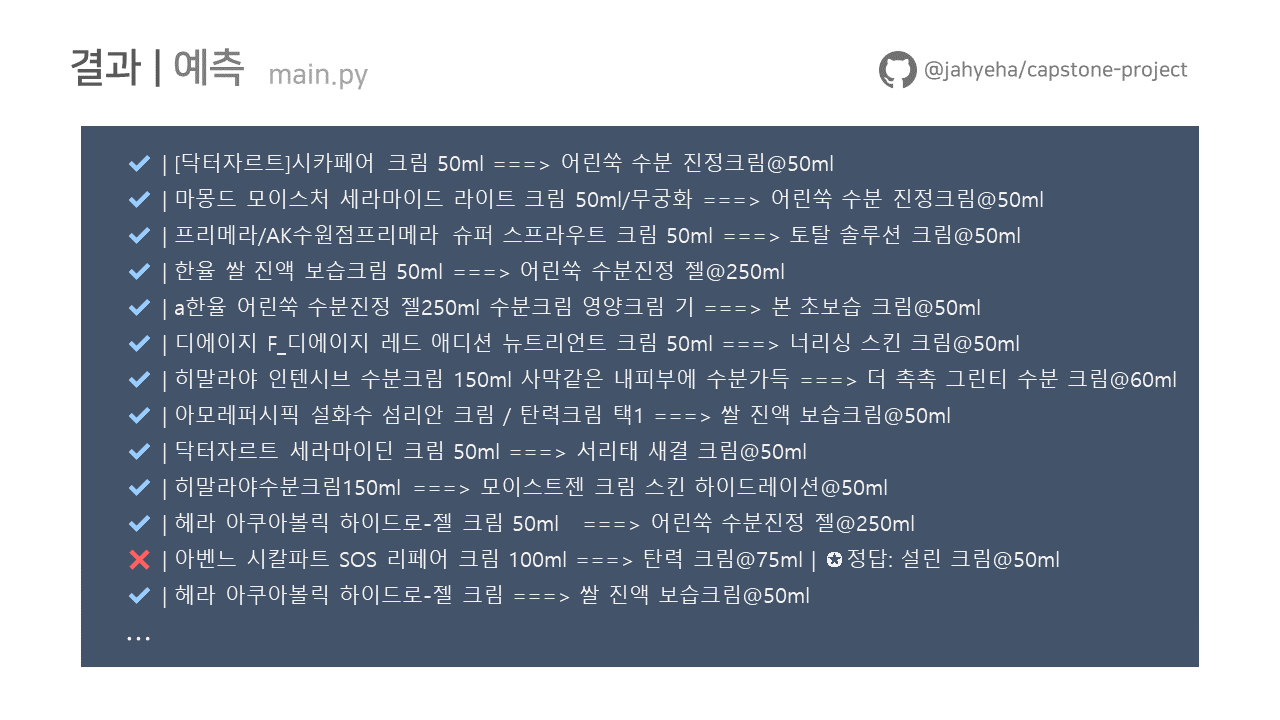 결과 | 예측 main.py
@jahyeha/capstone-project
✔ | [닥터자르트]시카페어 크림 50ml ===> 어린쑥 수분 진정크림@50ml
✔ | 마몽드 모이스처 세라마이드 라이트 크림 50ml/무궁화 ===> 어린쑥 수분 진정크림@50ml
✔ | 프리메라/AK수원점프리메라 슈퍼 스프라우트 크림 50ml ===> 토탈 솔루션 크림@50ml
✔ | 한율 쌀 진액 보습크림 50ml ===> 어린쑥 수분진정 젤@250ml
✔ | a한율 어린쑥 수분진정 젤250ml 수분크림 영양크림 기 ===> 본 초보습 크림@50ml
✔ | 디에이지 F_디에이지 레드 애디션 뉴트리언트 크림 50ml ===> 너리싱 스킨 크림@50ml
✔ | 히말라야 인텐시브 수분크림 150ml 사막같은 내피부에 수분가득 ===> 더 촉촉 그린티 수분 크림@60ml
✔ | 아모레퍼시픽 설화수 섬리안 크림 / 탄력크림 택1 ===> 쌀 진액 보습크림@50ml
✔ | 닥터자르트 세라마이딘 크림 50ml ===> 서리태 새결 크림@50ml
✔ | 히말라야수분크림150ml ===> 모이스트젠 크림 스킨 하이드레이션@50ml
✔ | 헤라 아쿠아볼릭 하이드로-젤 크림 50ml ===> 어린쑥 수분진정 젤@250ml
❌ | 아벤느 시칼파트 SOS 리페어 크림 100ml ===> 탄력 크림@75ml | ✪정답: 설린 크림@50ml
✔ | 헤라 아쿠아볼릭 하이드로-젤 크림 ===> 쌀 진액 보습크림@50ml
...